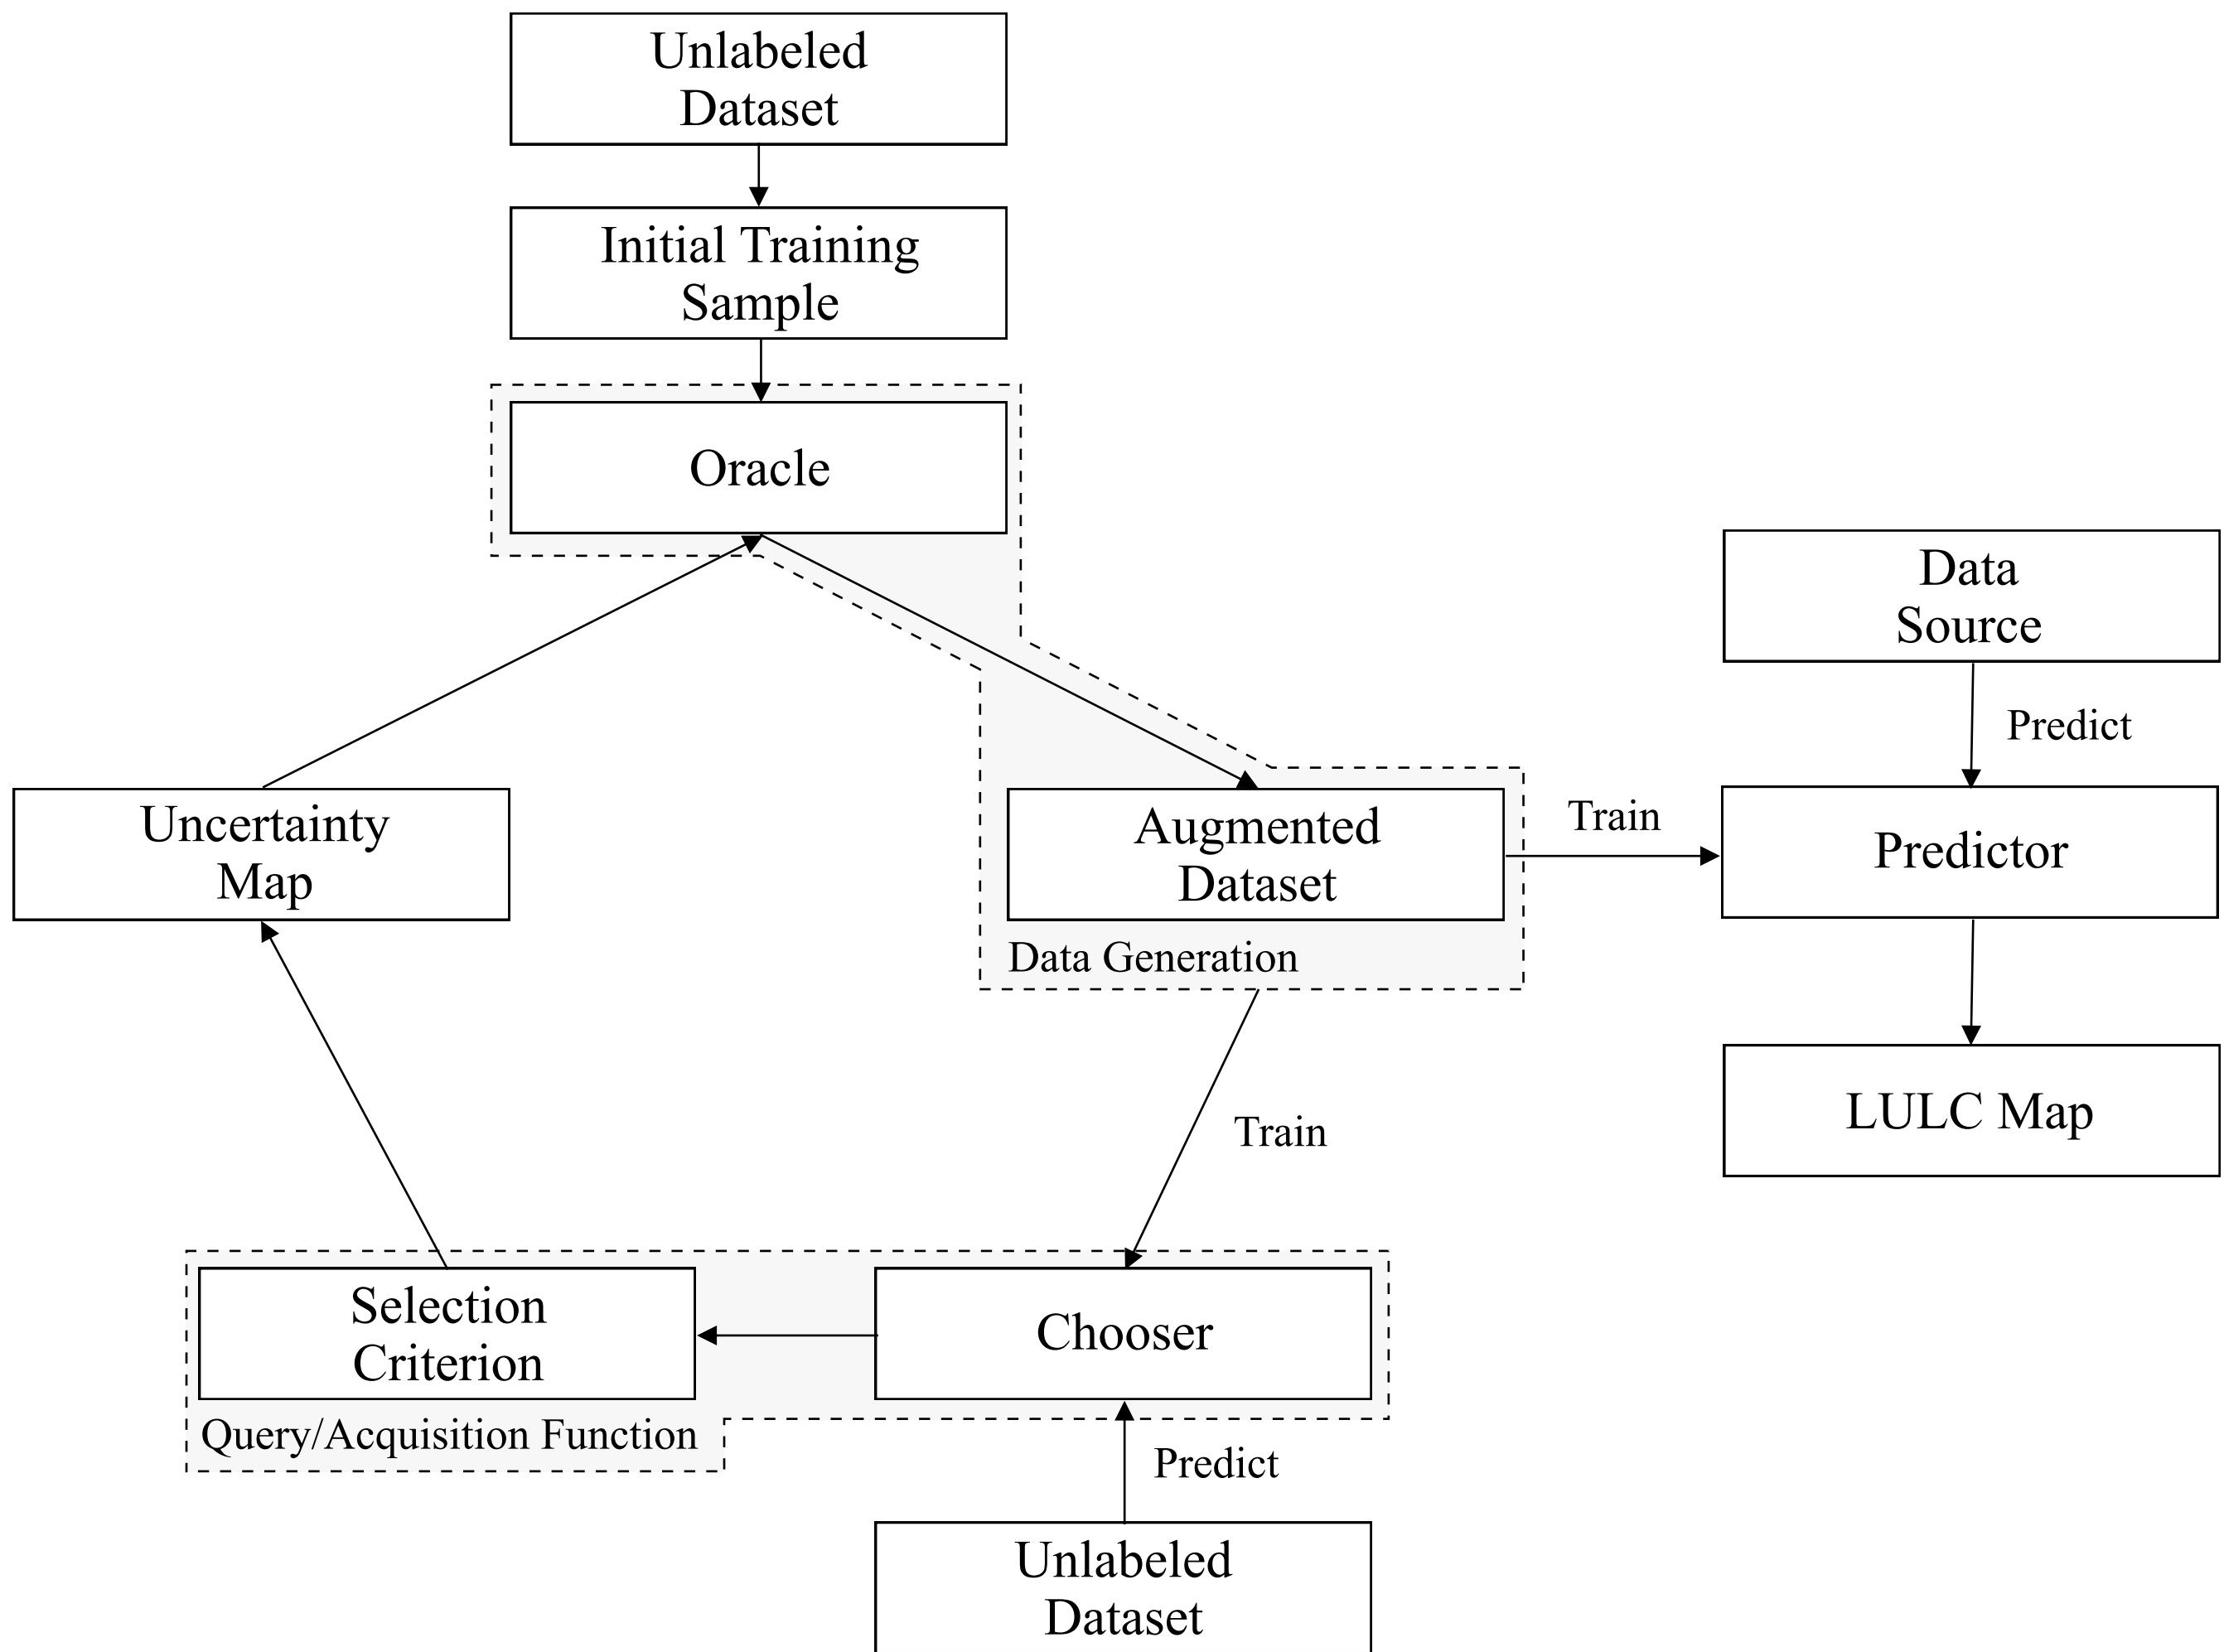 Unlabeled
Dataset
Initial Training
Sample
Oracle
Data
Source
Predict
Uncertainty
Map
Augmented
Dataset
Train
Predictor
Data Generation
LULC Map
Train
Selection
Criterion
Chooser
Query/Acquisition Function
Predict
Unlabeled
Dataset